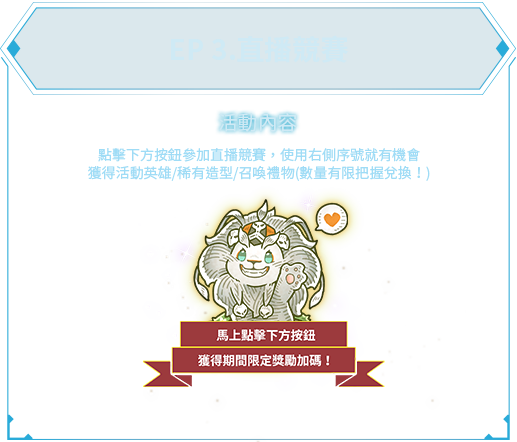 EP 3.直播競賽
活動內容
點擊下方按鈕參加直播競賽，使用右側序號就有機會
獲得活動英雄/稀有造型/召喚禮物(數量有限把握兌換！)
馬上點擊下方按鈕
獲得期間限定獎勵加碼！